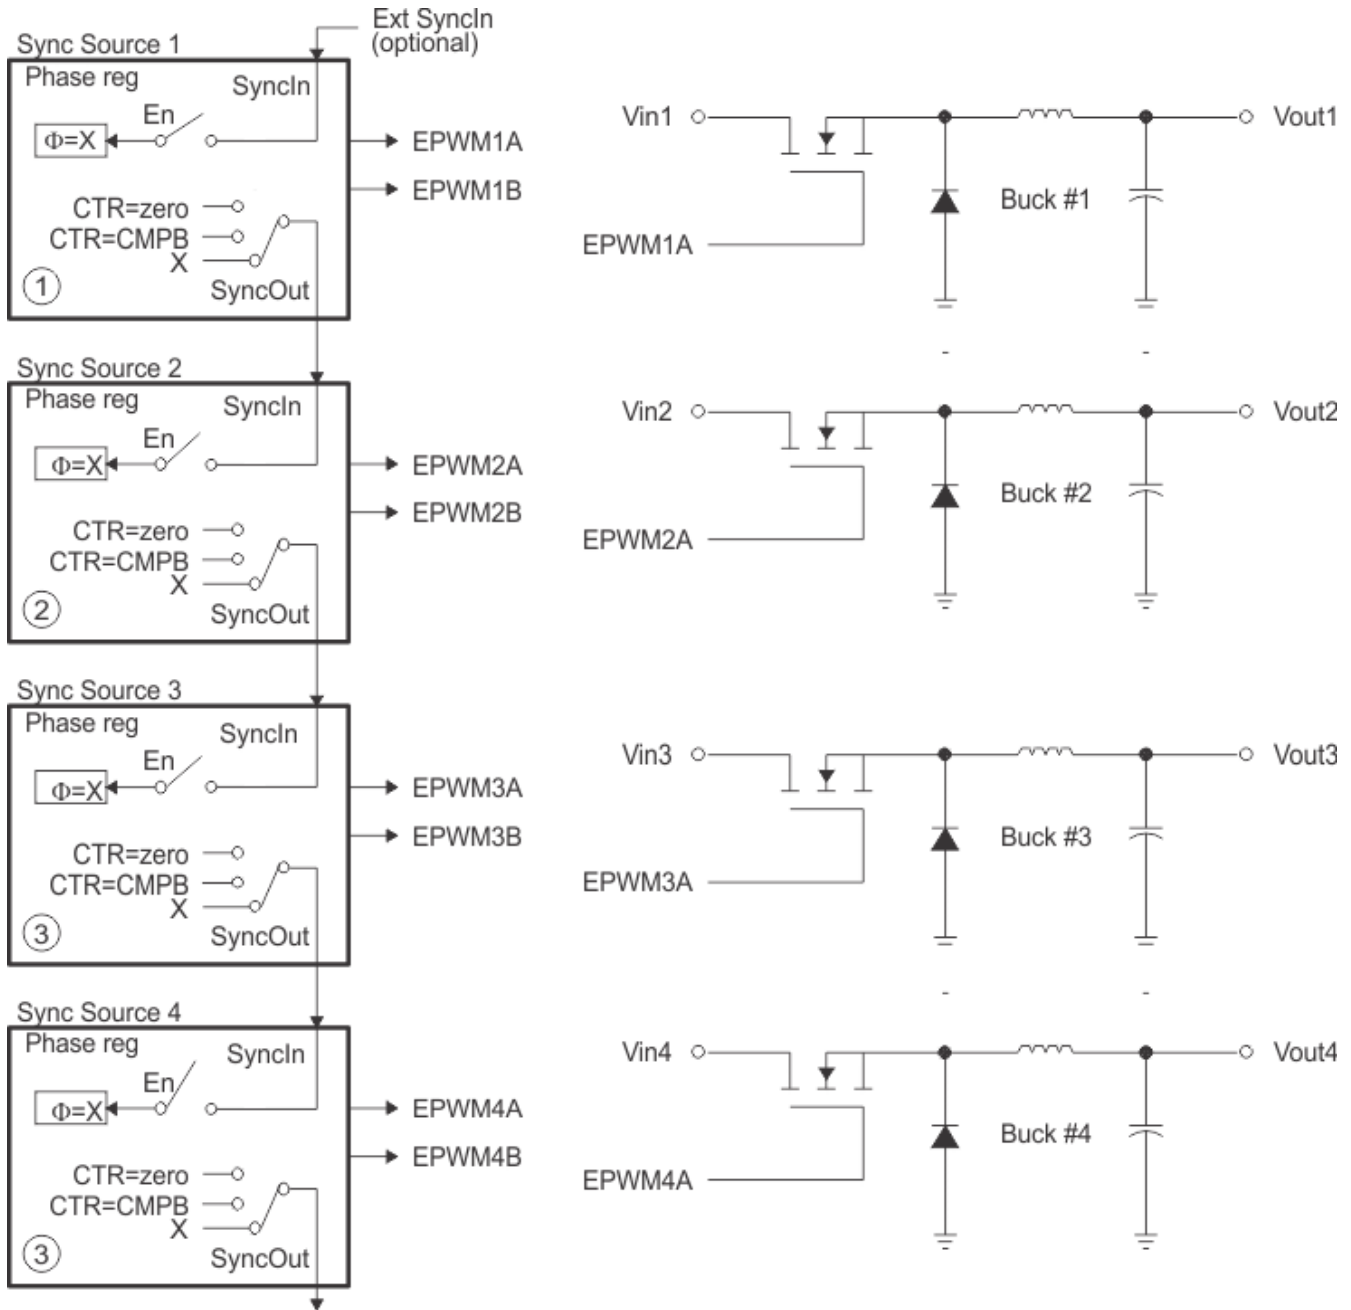 Ext SyncIn
(optional)
Sync Source 1
Phase reg
SyncIn
En
Φ=X
EPWM1A
EPWM1B
CTR=zero
CTR=CMPB
X
1
SyncOut
Vin1
Vout1
Buck #1
EPWM1A
Sync Source 2
Phase reg
SyncIn
En
Φ=X
EPWM2A
EPWM2B
CTR=zero
CTR=CMPB
X
2
SyncOut
Vin2
Vout2
Buck #2
EPWM2A
Sync Source 3
Phase reg
SyncIn
En
Φ=X
EPWM3A
EPWM3B
CTR=zero
CTR=CMPB
X
3
SyncOut
Vin3
Vout3
Buck #3
EPWM3A
Sync Source 4
Phase reg
SyncIn
En
Φ=X
EPWM4A
EPWM4B
CTR=zero
CTR=CMPB
X
3
SyncOut
Vin4
Vout4
Buck #4
EPWM4A